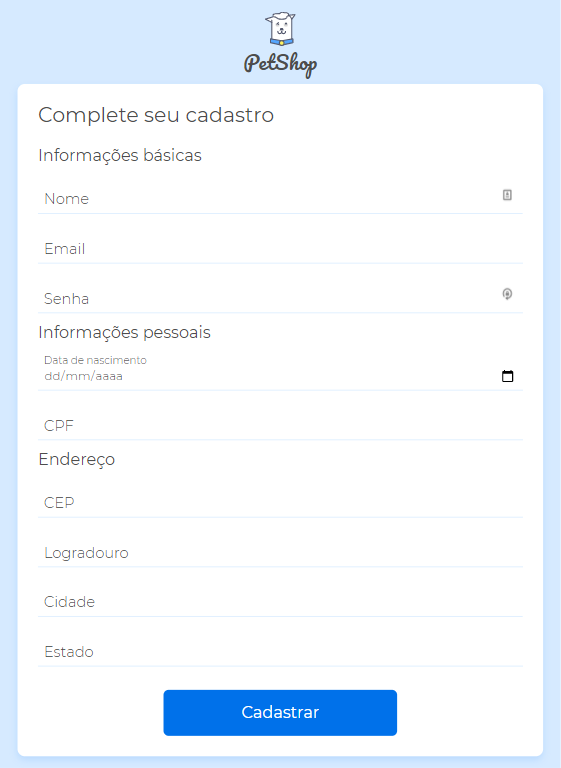 PetShop
Complete seu cadastro
Informações básicas
Nome
Email
Senha
Informações pessoais
Data de nascimento
dd/mm/aaaa
CPF
Endereço
CEP
Logradouro
Cidade
Estado
Cadastrar